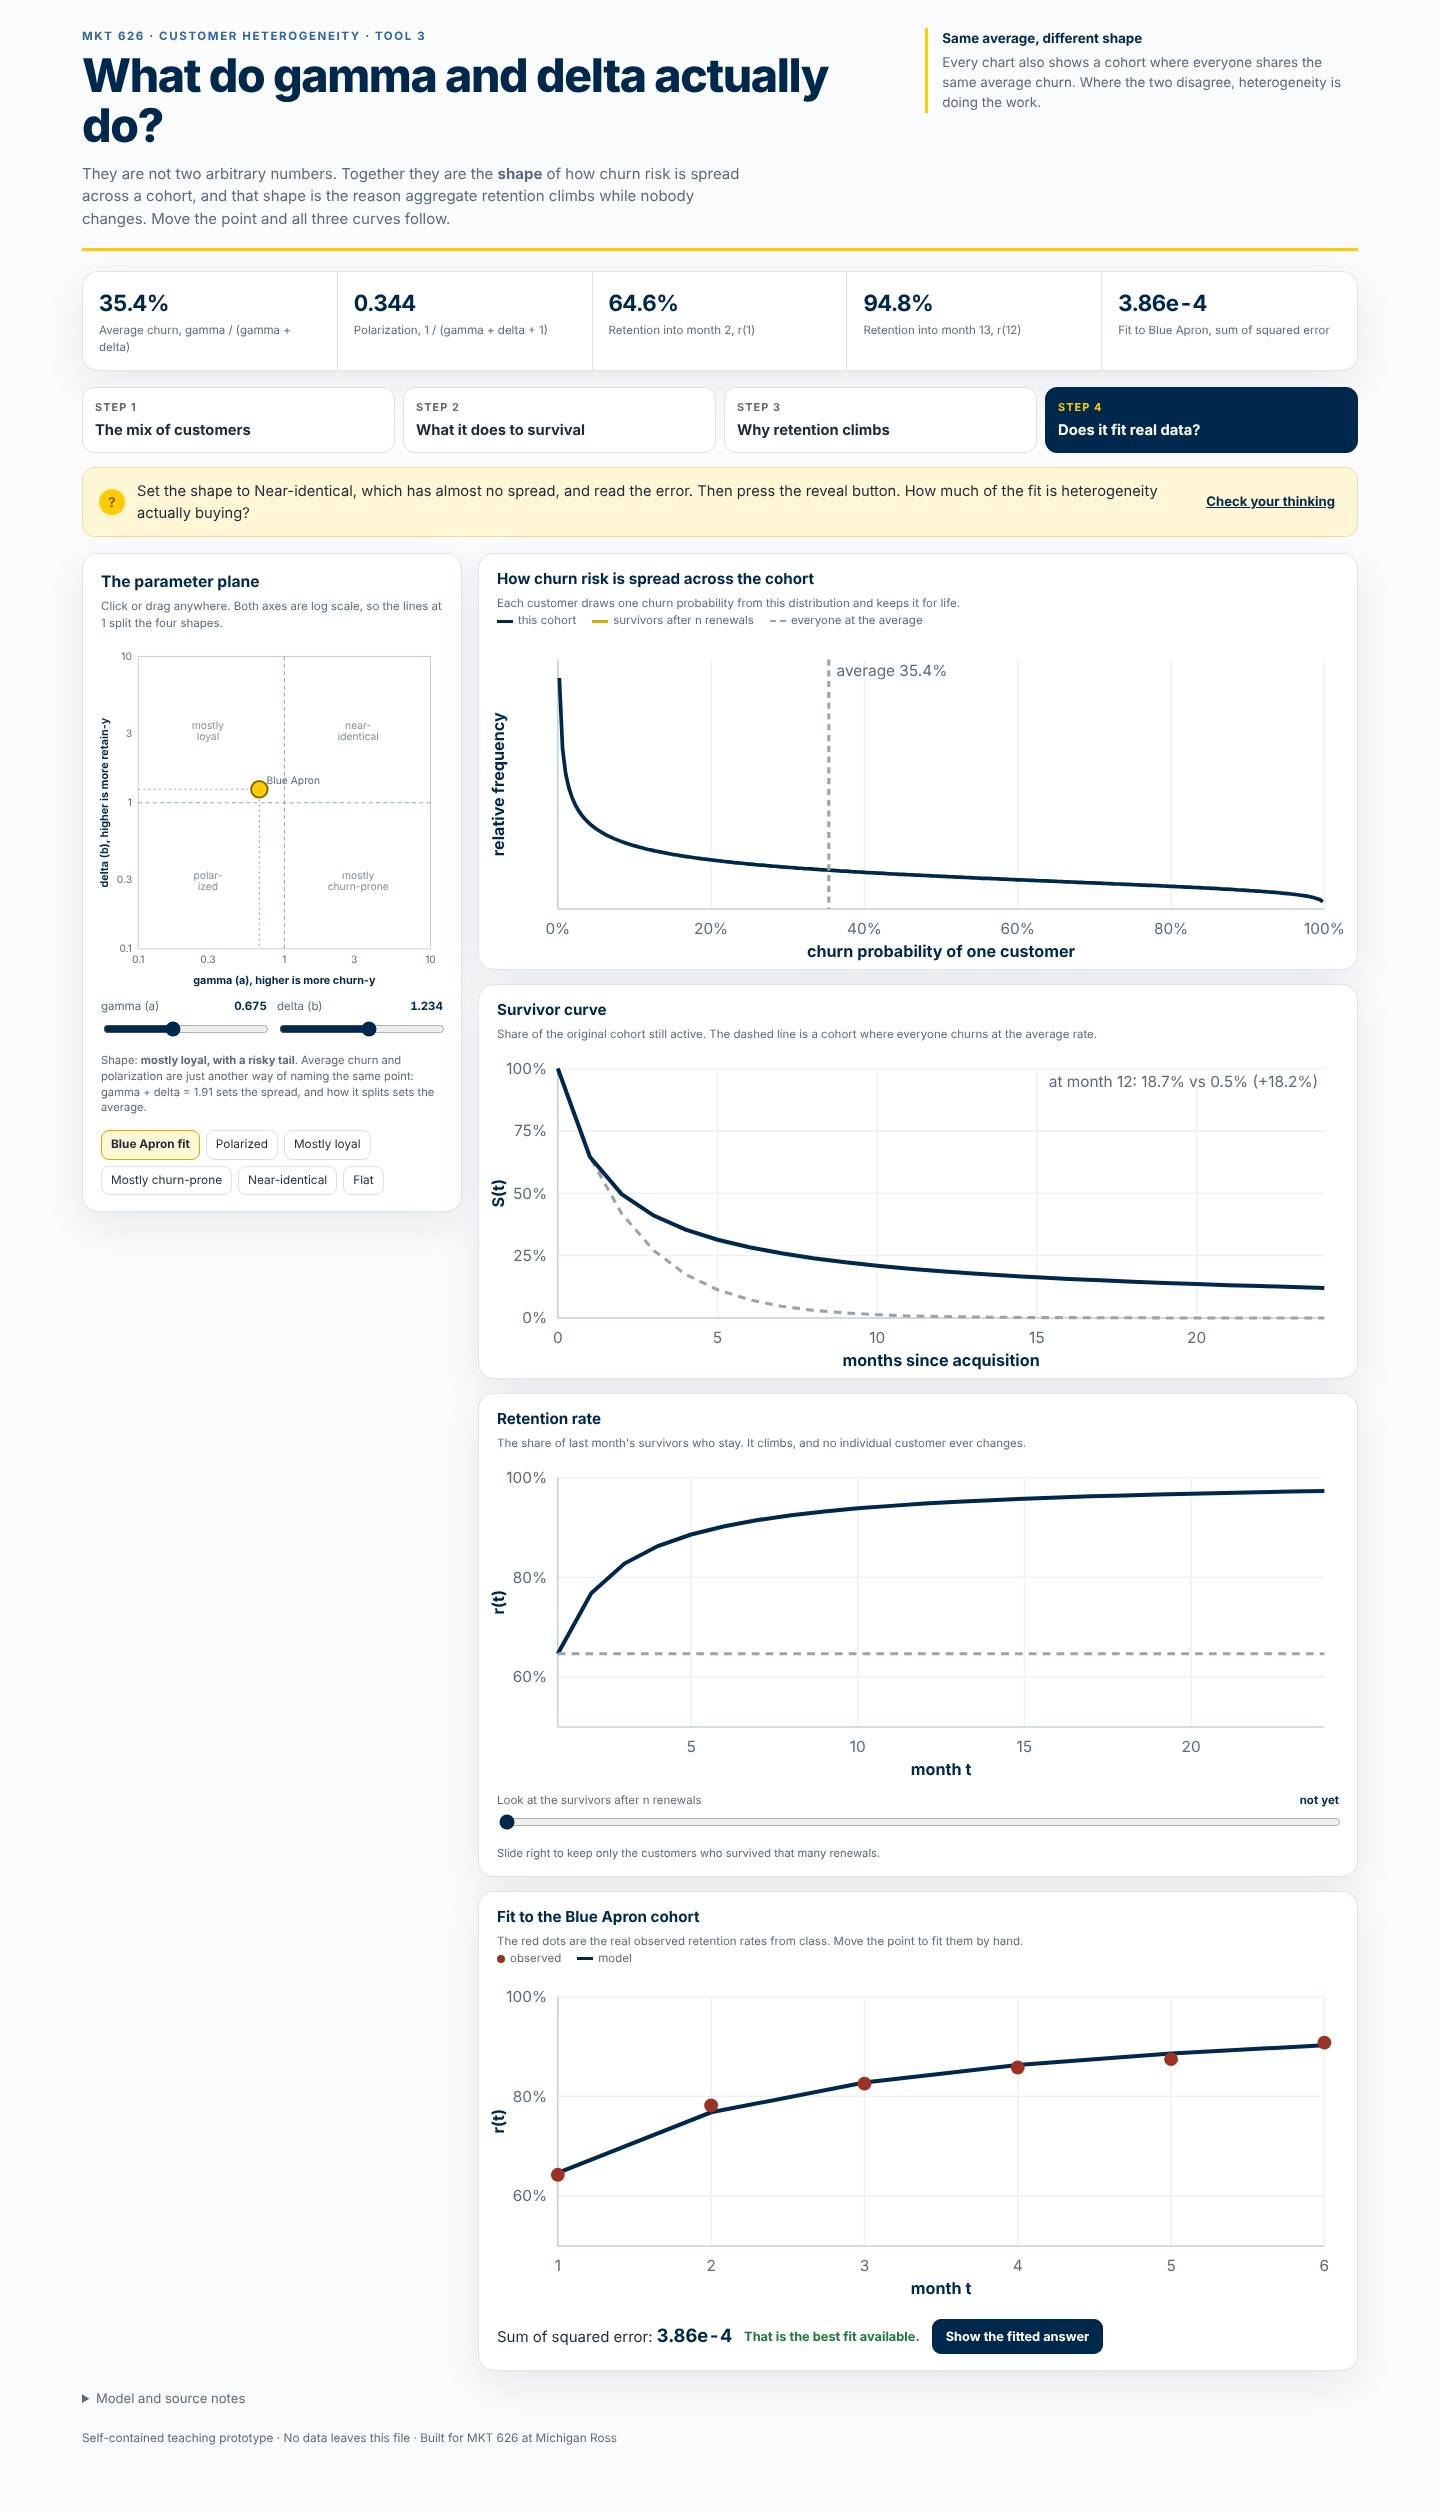 MKT 626 · CUSTOMER HETEROGENEITY · TOOL 3
What do gamma and delta actually
do?
They are not two arbitrary numbers. Together they are the shape of how churn risk is spread
across a cohort, and that shape is the reason aggregate retention climbs while nobody
changes. Move the point and all three curves follow.
Same average, different shape
Every chart also shows a cohort where everyone shares the
same average churn. Where the two disagree, heterogeneity is
doing the work.
35.4%
Average churn, gamma / (gamma +
delta)
0.344
Polarization, 1 / (gamma + delta + 1)
64.6%
Retention into month 2, r(1)
94.8%
Retention into month 13, r(12)
3.86e-4
Fit to Blue Apron, sum of squared error
STEP 1
The mix of customers
STEP 2
What it does to survival
STEP 3
Why retention climbs
STEP 4
Does it fit real data?
?
Set the shape to Near-identical, which has almost no spread, and read the error. Then press the reveal button. How much of the fit is heterogeneity
actually buying?
Check your thinking
The parameter plane
Click or drag anywhere. Both axes are log scale, so the lines at
1 split the four shapes.
10
3
1
0.3
0.1
delta (b), higher is more retain-y
mostly
loyal
near-
identical
Blue Apron
polar-
ized
mostly
churn-prone
0.1
0.3
1
3
10
gamma (a), higher is more churn-y
gamma (a) 0.675
delta (b) 1.234
Shape: mostly loyal, with a risky tail. Average churn and
polarization are just another way of naming the same point:
gamma + delta = 1.91 sets the spread, and how it splits sets the
average.
Blue Apron fit
Polarized
Mostly loyal
Mostly churn-prone
Near-identical
Flat
How churn risk is spread across the cohort
Each customer draws one churn probability from this distribution and keeps it for life.
this cohort
survivors after n renewals
everyone at the average
relative frequency
average 35.4%
0%
20%
40%
60%
80%
100%
churn probability of one customer
Survivor curve
Share of the original cohort still active. The dashed line is a cohort where everyone churns at the average rate.
100%
75%
50%
25%
0%
S(t)
at month 12: 18.7% vs 0.5% (+18.2%)
0
5
10
15
20
months since acquisition
Retention rate
The share of last month's survivors who stay. It climbs, and no individual customer ever changes.
100%
80%
60%
r(t)
5
10
15
20
month t
Look at the survivors after n renewals
not yet
Slide right to keep only the customers who survived that many renewals.
Fit to the Blue Apron cohort
The red dots are the real observed retention rates from class. Move the point to fit them by hand.
observed
model
100%
80%
60%
r(t)
1
2
3
4
5
6
month t
Sum of squared error: 3.86e-4
That is the best fit available.
Show the fitted answer
Model and source notes
Self-contained teaching prototype · No data leaves this file · Built for MKT 626 at Michigan Ross